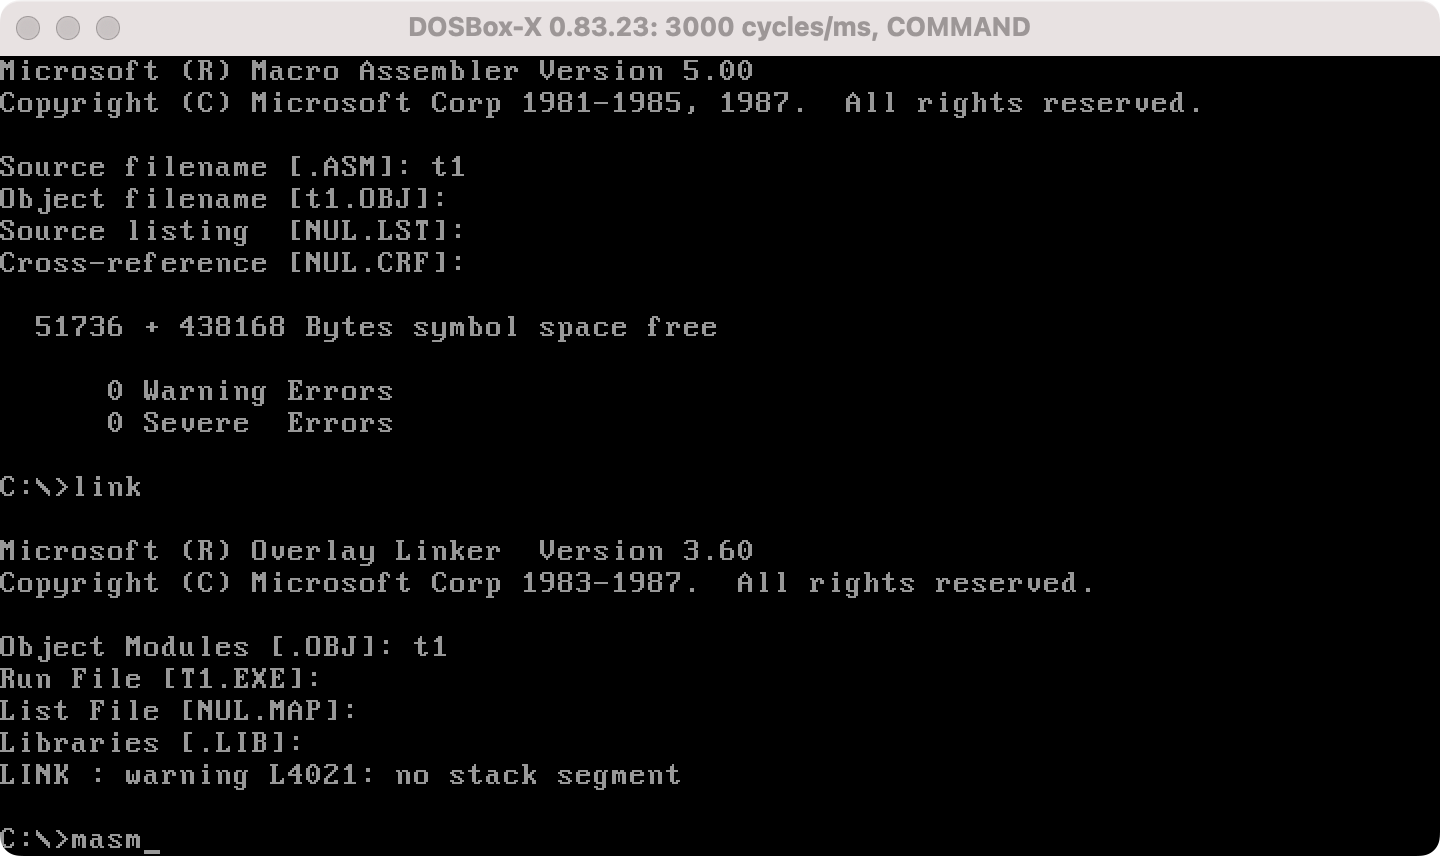 DOSBox-X 0.83.23: 3000 cycles/ms, COMMAND
Microsoft (R) Macro Assembler Version 5.00
Copyright (C) Microsoft Corp 1981-1985, 1987.  All rights reserved.
Source filename [.ASM]: t1
Object filename [t1.OBJ]:
Source listing  [NUL.LST]:
Cross-reference [NUL.CRF]:
51736 + 438168 Bytes symbol space free
0 Warning Errors
0 Severe  Errors
C:\>link
Microsoft (R) Overlay Linker  Version 3.60
Copyright (C) Microsoft Corp 1983-1987.  All rights reserved.
Object Modules [.OBJ]: t1
Run File [T1.EXE]:
List File [NUL.MAP]:
Libraries [.LIB]:
LINK : warning L4021: no stack segment
C:\>masm_